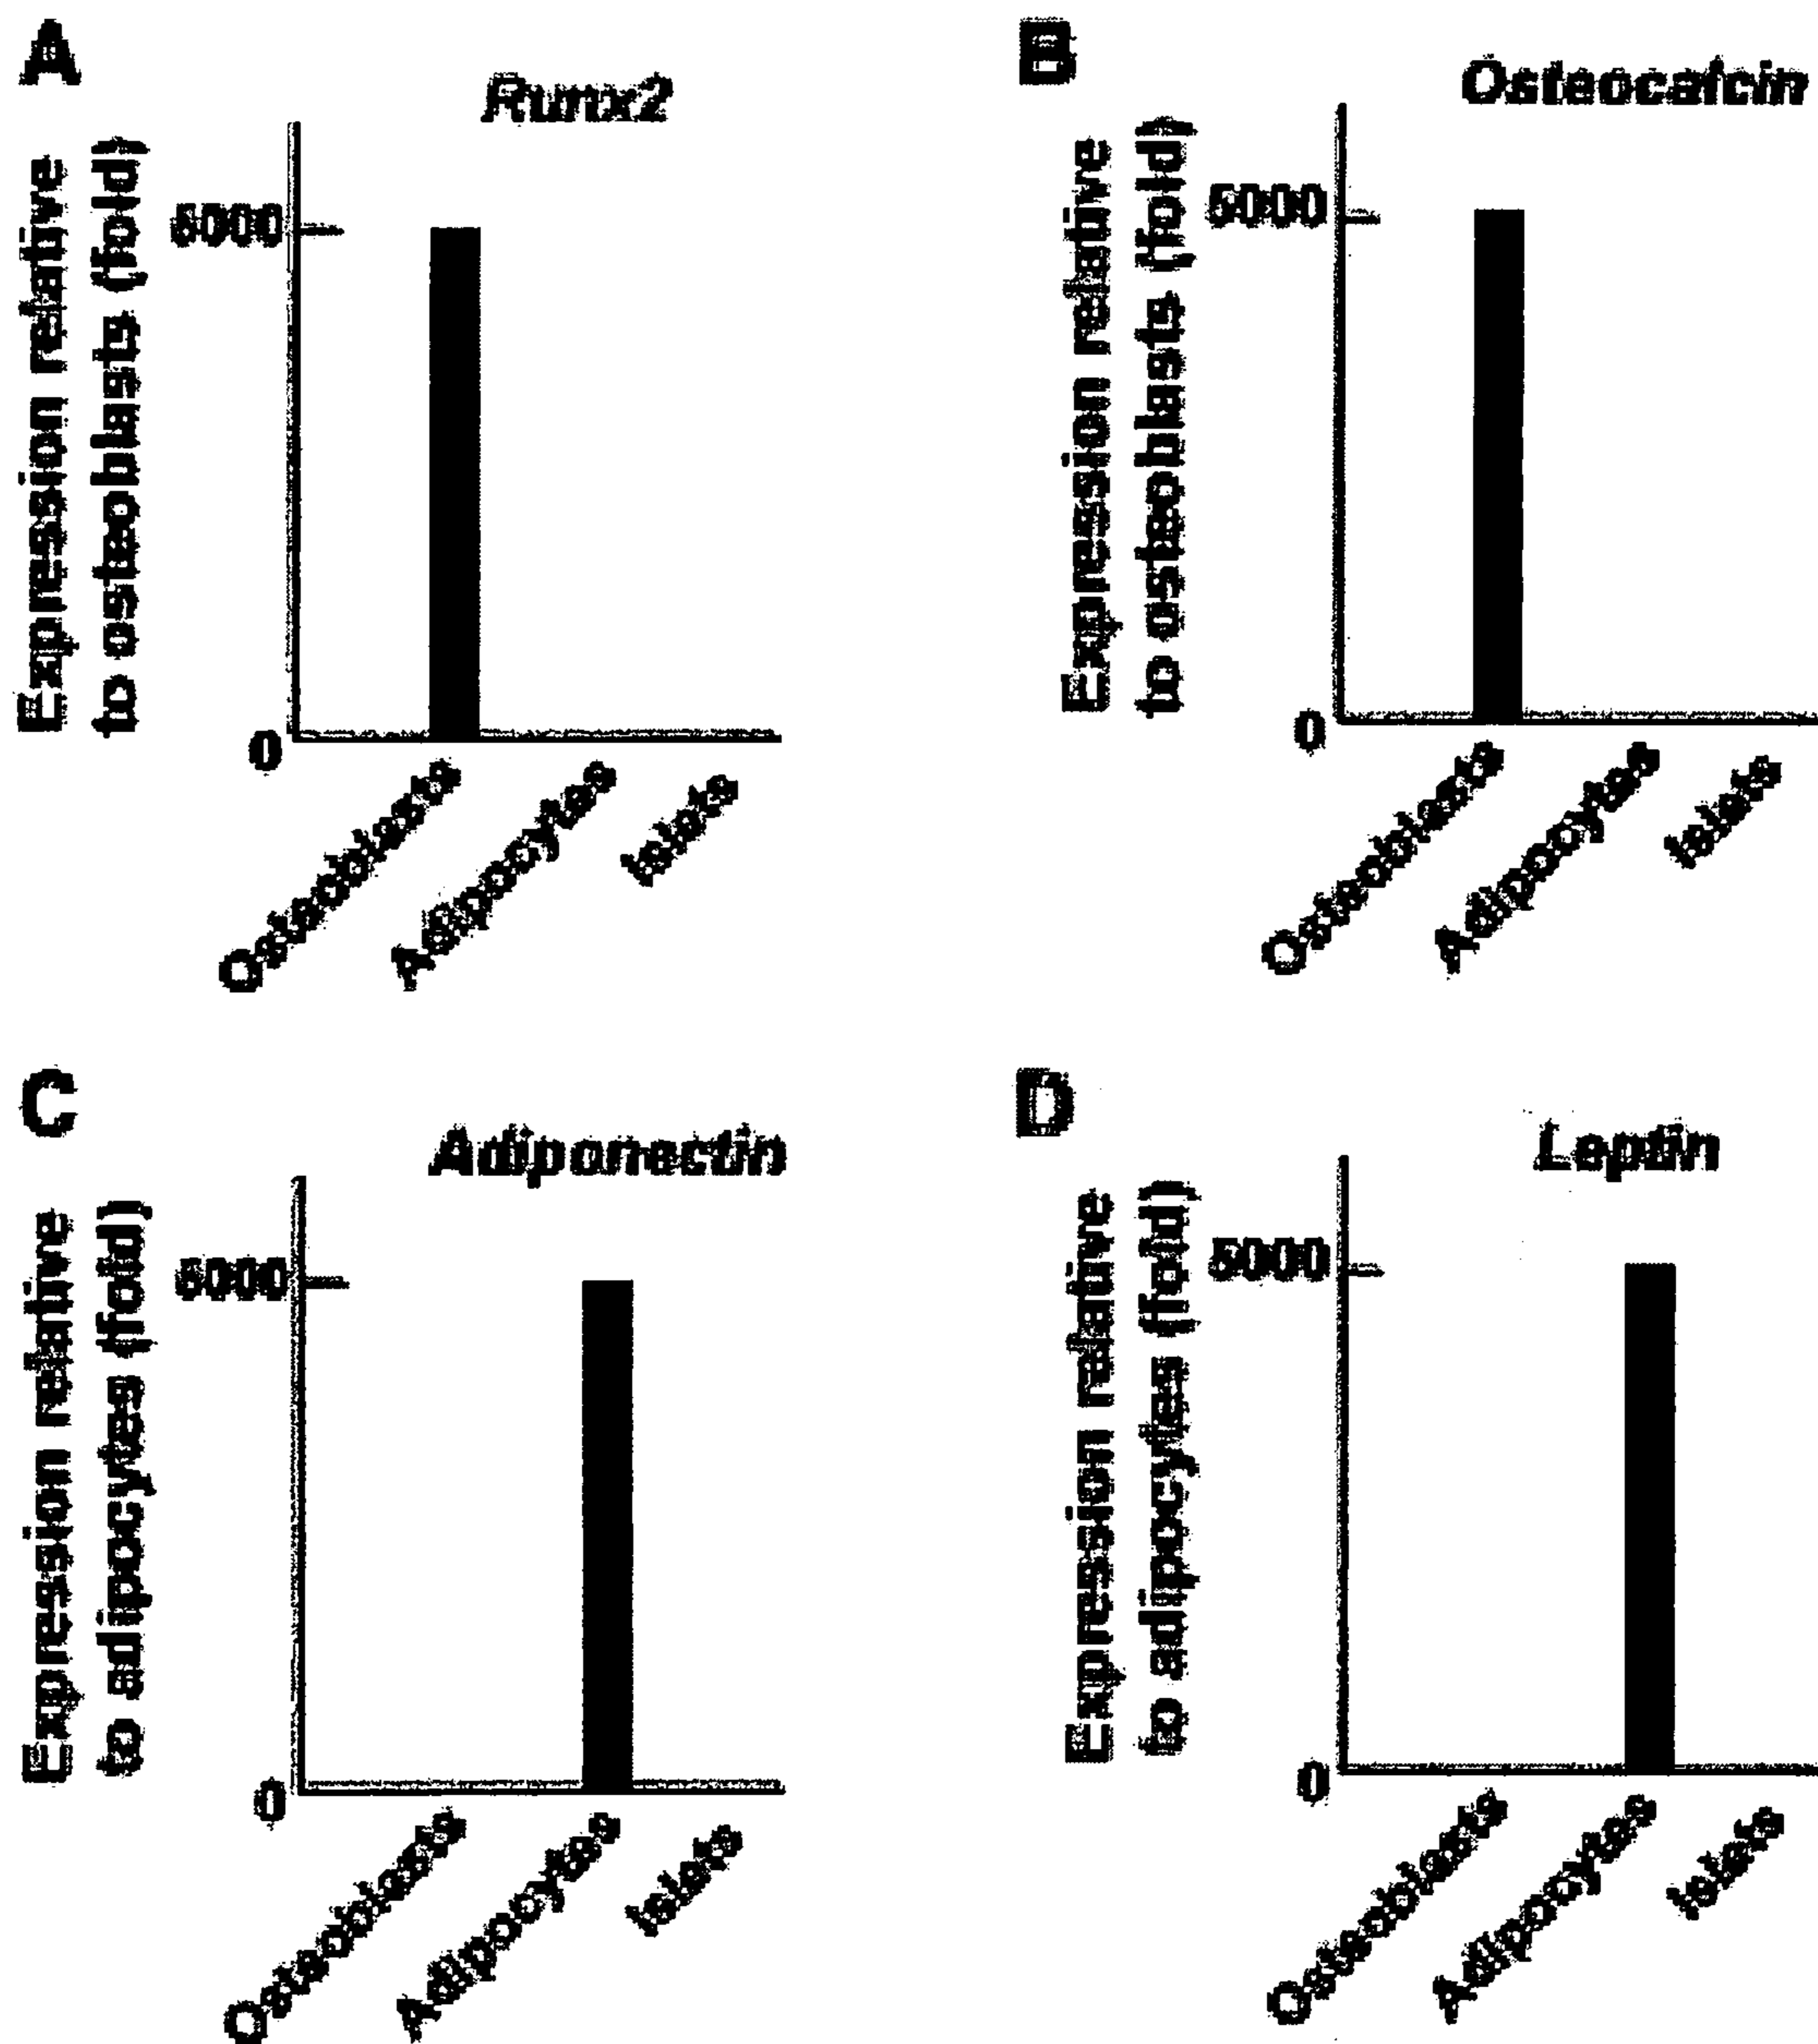 A
Runx2
Expression relative
to osteoblasts (fold)
5000
0
Osteoblasts
Adipocytes
Islets
B
Osteocalcin
Expression relative
to osteoblasts (fold)
5000
0
Osteoblasts
Adipocytes
Islets
C
Adiponectin
Expression relative
to adipocytes (fold)
5000
0
Osteoblasts
Adipocytes
Islets
D
Leptin
Expression relative
to adipocytes (fold)
5000
0
Osteoblasts
Adipocytes
Islets